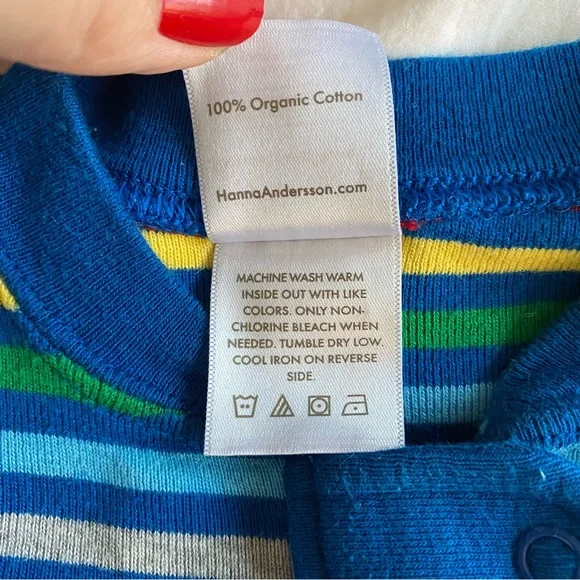 100% Organic Cotton
HannaAndersson.com
MACHINE WASH WARM
INSIDE OUT WITH LIKE
COLORS. ONLY NON-
CHLORINE BLEACH WHEN
NEEDED. TUMBLE DRY LOW.
COOL IRON ON REVERSE
SIDE.